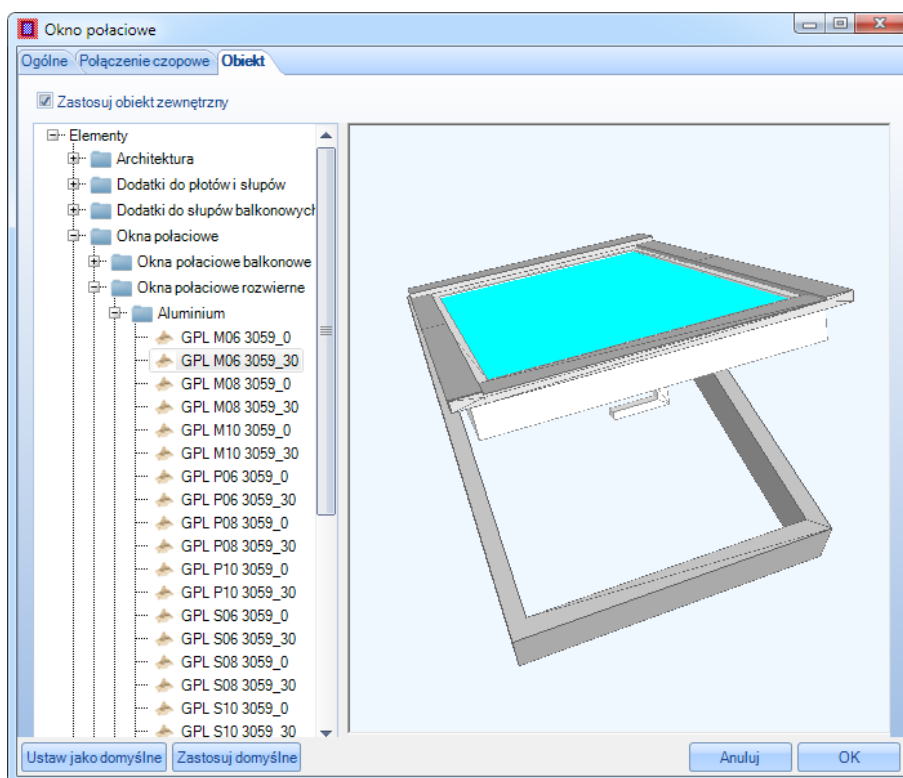 Okno połaciowe
Ogólne Połączenie czopowe Obiekt
Zastosuj obiekt zewnętrzny
Elementy
Architektura
Dodatki do płotów i słupów
Dodatki do słupów balkonowych
Okna połaciowe
Okna połaciowe balkonowe
Okna połaciowe rozwierne
Aluminium
GPL M06 3059_0
GPL M06 3059_30
GPL M08 3059_0
GPL M08 3059_30
GPL M10 3059_0
GPL M10 3059_30
GPL P06 3059_0
GPL P06 3059_30
GPL P08 3059_0
GPL P08 3059_30
GPL P10 3059_0
GPL P10 3059_30
GPL S06 3059_0
GPL S06 3059_30
GPL S08 3059_0
GPL S08 3059_30
GPL S10 3059_0
GPL S10 3059_30
Ustaw jako domyślne Zastosuj domyślne Anuluj OK